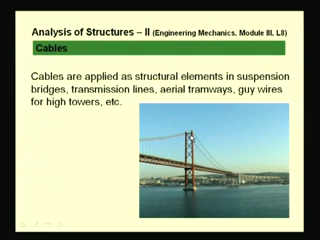 Analysis of Structures – II (Engineering Mechanics, Module III, L8)
Cables
Cables are applied as structural elements in suspension
bridges, transmission lines, aerial tramways, guy wires
for high towers, etc.